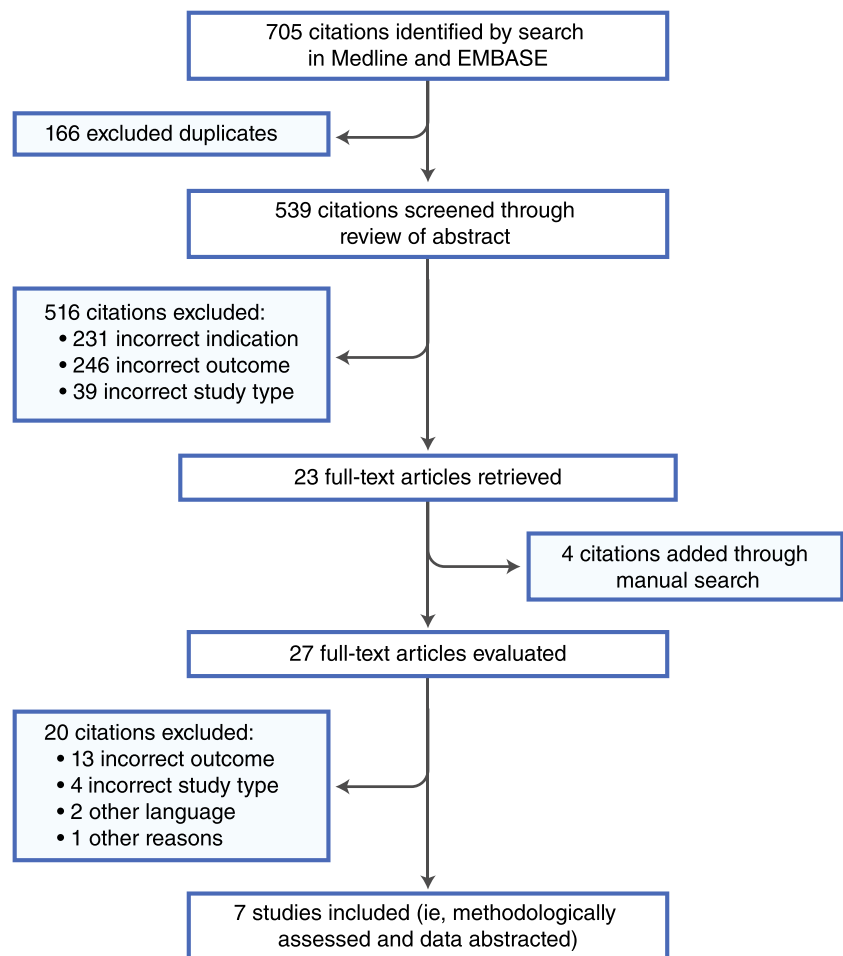 705 citations identified by search
in Medline and EMBASE
166 excluded duplicates
539 citations screened through
review of abstract
516 citations excluded:
• 231 incorrect indication
• 246 incorrect outcome
• 39 incorrect study type
23 full-text articles retrieved
4 citations added through
manual search
27 full-text articles evaluated
20 citations excluded:
• 13 incorrect outcome
• 4 incorrect study type
• 2 other language
• 1 other reasons
7 studies included (ie, methodologically
assessed and data abstracted)